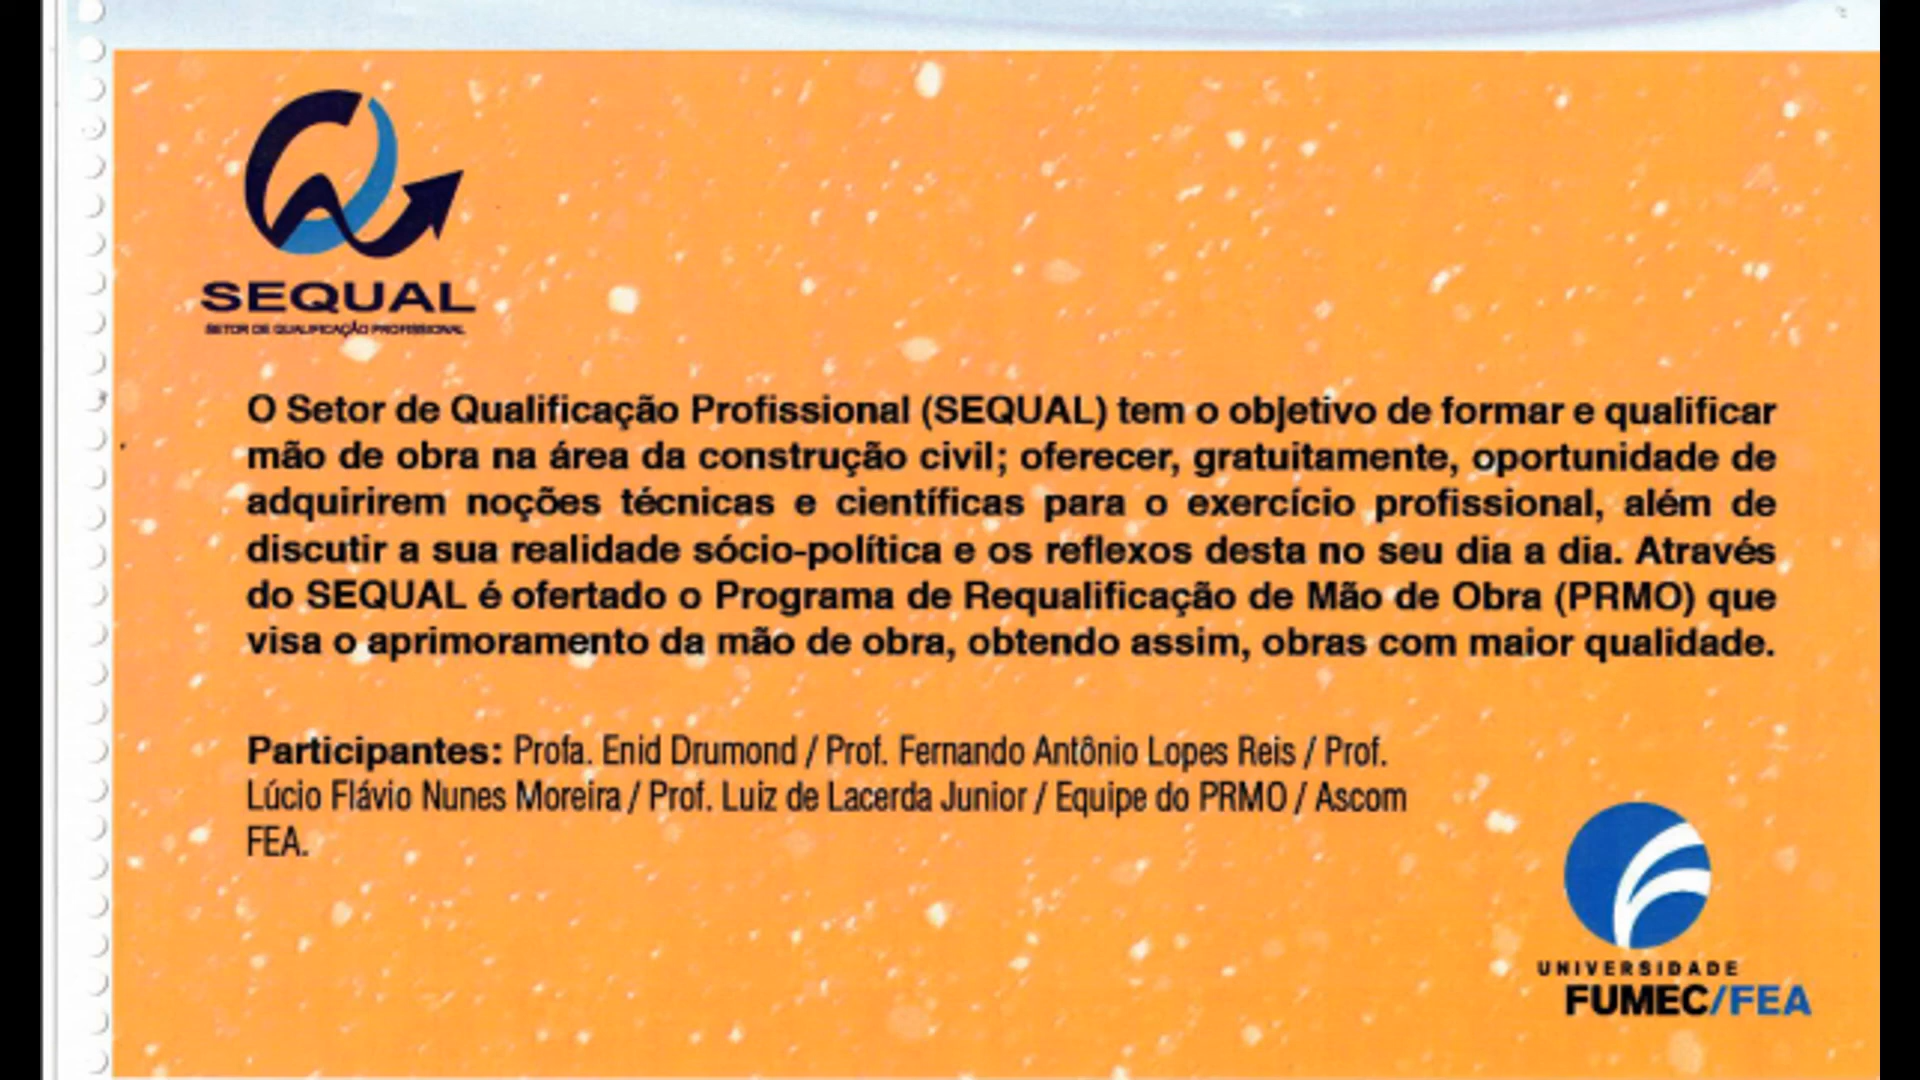 SEQUAL
SETOR DE QUALIFICAÇÃO PROFISSIONAL
O Setor de Qualificação Profissional (SEQUAL) tem o objetivo de formar e qualificar
mão de obra na área da construção civil; oferecer, gratuitamente, oportunidade de
adquirirem noções técnicas e científicas para o exercício profissional, além de
discutir a sua realidade sócio-política e os reflexos desta no seu dia a dia. Através
do SEQUAL é ofertado o Programa de Requalificação de Mão de Obra (PRMO) que
visa o aprimoramento da mão de obra, obtendo assim, obras com maior qualidade.
Participantes: Profa. Enid Drumond / Prof. Fernando Antônio Lopes Reis / Prof.
Lúcio Flávio Nunes Moreira / Prof. Luiz de Lacerda Junior / Equipe do PRMO / Ascom
FEA.
UNIVERSIDADE
FUMEC/FEA